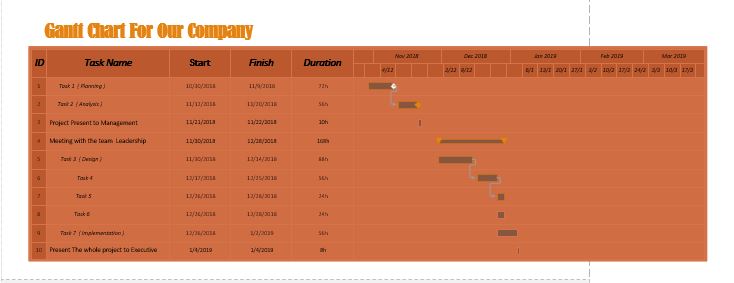 Gantt Chart For Our Company
ID Task Name Start Finish Duration
Nov 2018 Dec 2018 Jan 2019 Feb 2019 Mar 2019
4/12 2/12 9/12 6/1 13/1 20/1 27/1 3/2 10/2 17/2 24/2 3/3 10/3 17/3
1 Task 1 ( Planning ) 10/30/2018 11/9/2018 72h
2 Task 2 ( Analysis ) 11/12/2018 11/20/2018 56h
3 Project Present to Management 11/21/2018 11/22/2018 10h
4 Meeting with the team Leadership 11/30/2018 12/28/2018 168h
5 Task 3 ( Design ) 11/30/2018 12/14/2018 88h
6 Task 4 12/17/2018 12/25/2018 56h
7 Task 5 12/26/2018 12/28/2018 24h
8 Task 6 12/26/2018 12/28/2018 24h
9 Task 7 ( Implementation ) 12/26/2018 1/2/2019 56h
10 Present The whole project to Executive 1/4/2019 1/4/2019 8h